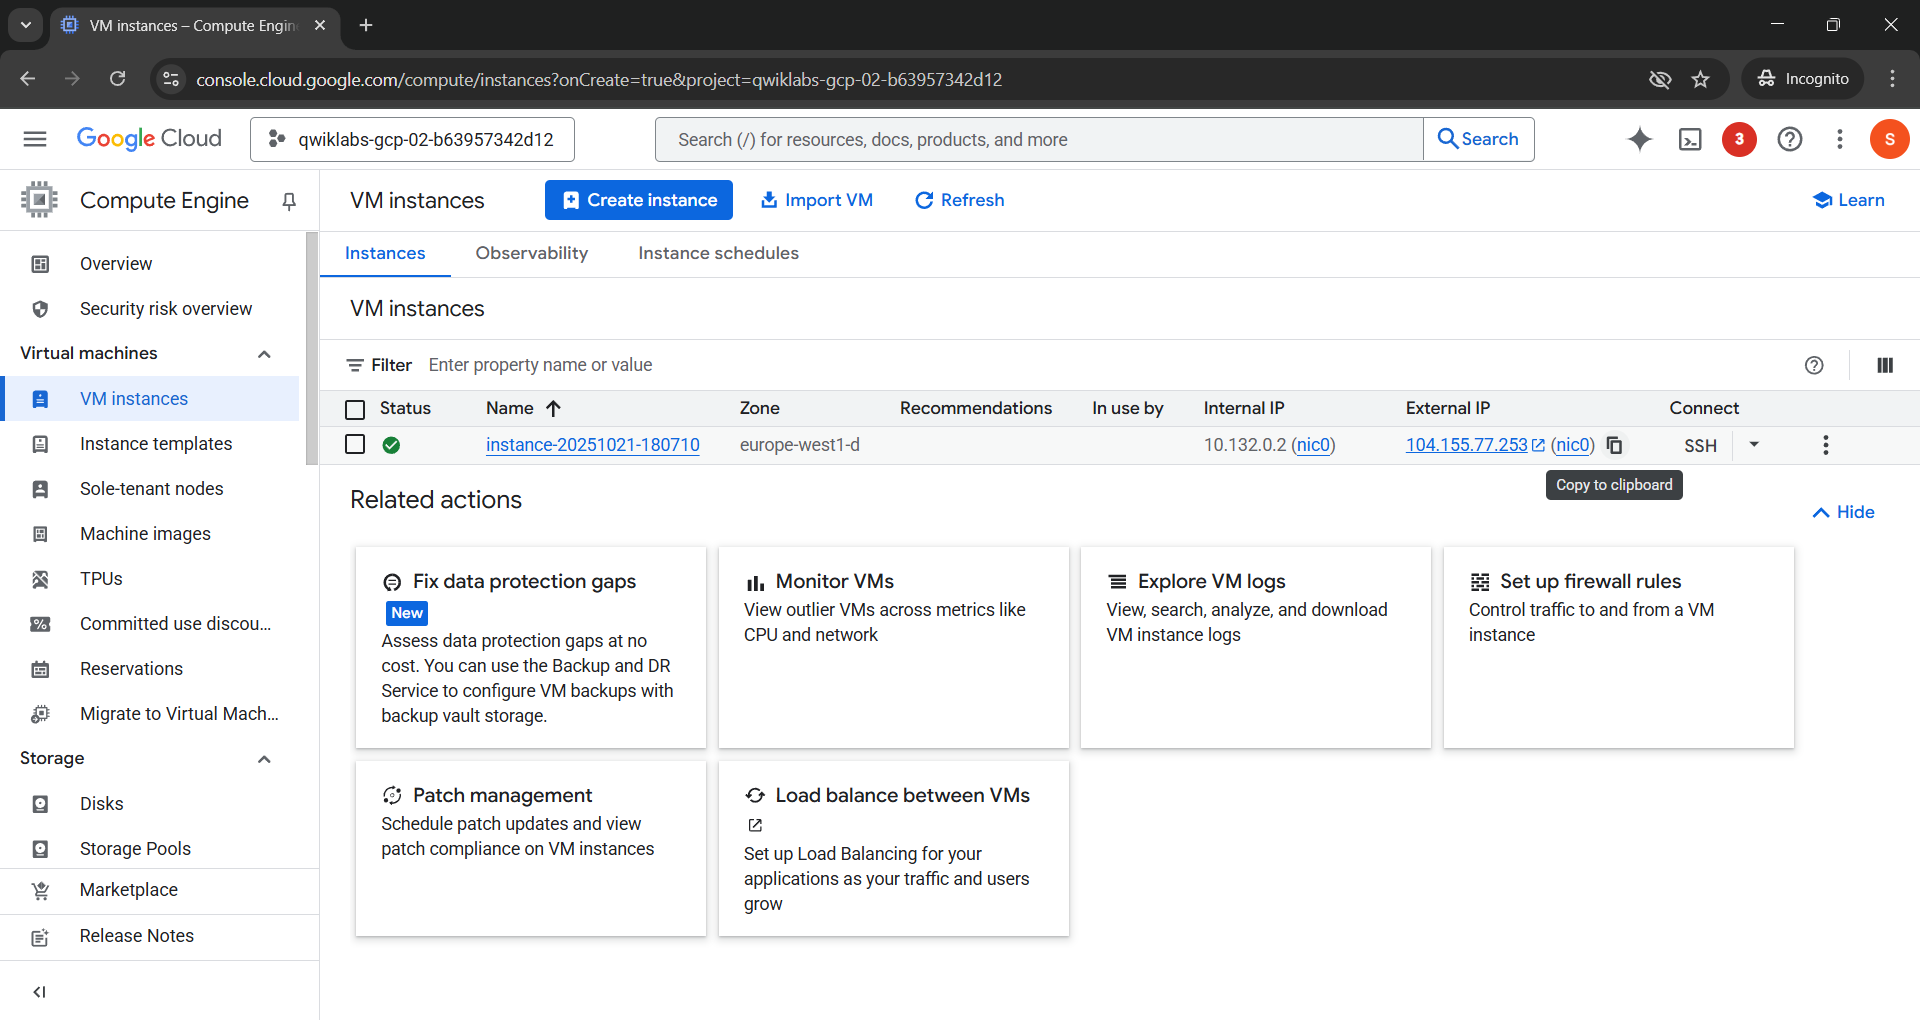 VM instances – Compute Engin
console.cloud.google.com/compute/instances?onCreate=true&project=qwiklabs-gcp-02-b63957342d12
Incognito
Google Cloud
qwiklabs-gcp-02-b63957342d12
Search (/) for resources, docs, products, and more
Search
3
S
Compute Engine
VM instances
Create instance
Import VM
Refresh
Learn
Overview
Security risk overview
Virtual machines
VM instances
Instance templates
Sole-tenant nodes
Machine images
TPUs
Committed use discou...
Reservations
Migrate to Virtual Mach...
Storage
Disks
Storage Pools
Marketplace
Release Notes
Instances Observability Instance schedules
VM instances
Filter Enter property name or value
Status Name Zone Recommendations In use by Internal IP External IP Connect
instance-20251021-180710 europe-west1-d 10.132.0.2 (nic0) 104.155.77.253 (nic0) SSH
Copy to clipboard
Related actions
Hide
Fix data protection gaps
New
Assess data protection gaps at no
cost. You can use the Backup and DR
Service to configure VM backups with
backup vault storage.
Monitor VMs
View outlier VMs across metrics like
CPU and network
Explore VM logs
View, search, analyze, and download
VM instance logs
Set up firewall rules
Control traffic to and from a VM
instance
Patch management
Schedule patch updates and view
patch compliance on VM instances
Load balance between VMs
Set up Load Balancing for your
applications as your traffic and users
grow